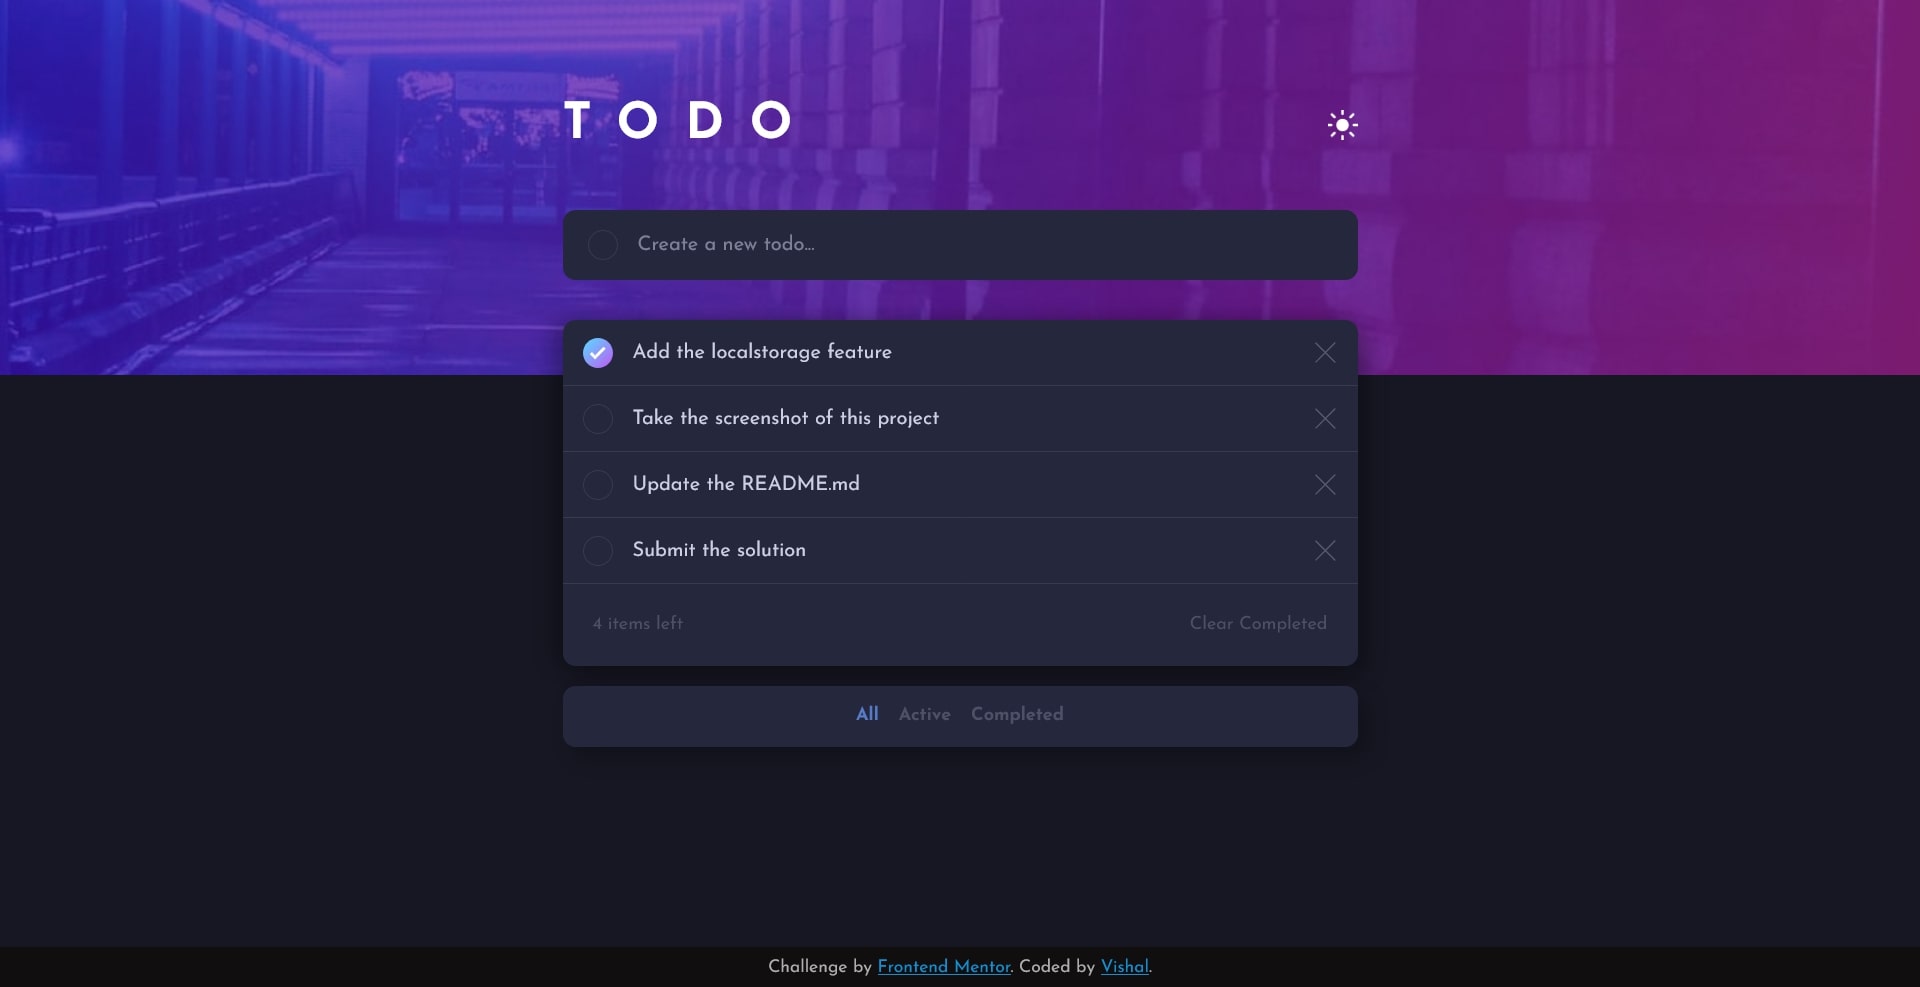 TODO
Create a new todo...
Add the localstorage feature
Take the screenshot of this project
Update the README.md
Submit the solution
4 items left
Clear Completed
All Active Completed
Challenge by Frontend Mentor. Coded by Vishal.